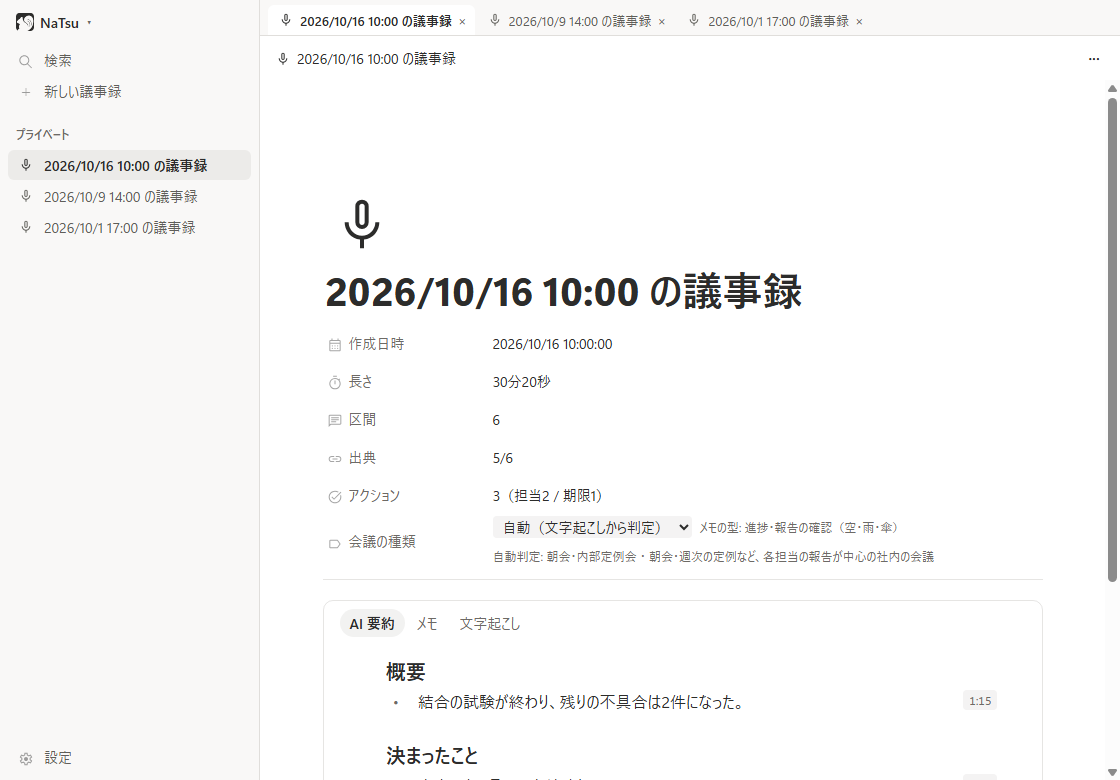 NaTsu
検索
新しい議事録
プライベート
2026/10/16 10:00 の議事録
2026/10/9 14:00 の議事録
2026/10/1 17:00 の議事録
設定
2026/10/16 10:00 の議事録 ×
2026/10/9 14:00 の議事録 ×
2026/10/1 17:00 の議事録 ×
2026/10/16 10:00 の議事録
2026/10/16 10:00 の議事録
作成日時 2026/10/16 10:00:00
長さ 30分20秒
区間 6
出典 5/6
アクション 3（担当2 / 期限1）
会議の種類 自動（文字起こしから判定） メモの型: 進捗・報告の確認（空・雨・傘）
自動判定: 朝会・内部定例会・朝会・週次の定例など、各担当の報告が中心の社内の会議
AI 要約 メモ 文字起こし
概要
• 結合の試験が終わり、残りの不具合は2件になった。 1:15
決まったこと